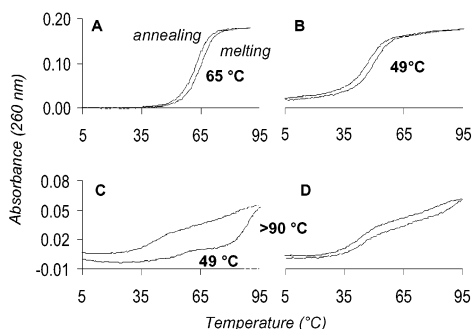 A
annealing
melting
65 °C
0.20
0.10
0.00
5 35 65 95
B
49°C
5 35 65 95
Absorbance (260 nm)
C
49 °C
0.08
0.05
0.02
-0.01
5 35 65 95
D
>90 °C
5 35 65 95
Temperature (°C)